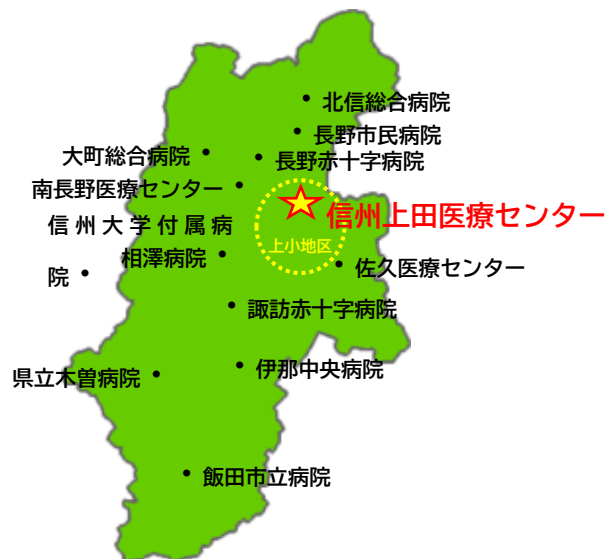 • 北信総合病院
• 長野市民病院
大町総合病院 •
• 長野赤十字病院
南長野医療センター •
信州上田医療センター
信州大学付属病
院 •
上小地区
相澤病院 •
• 佐久医療センター
• 諏訪赤十字病院
• 伊那中央病院
県立木曽病院 •
• 飯田市立病院